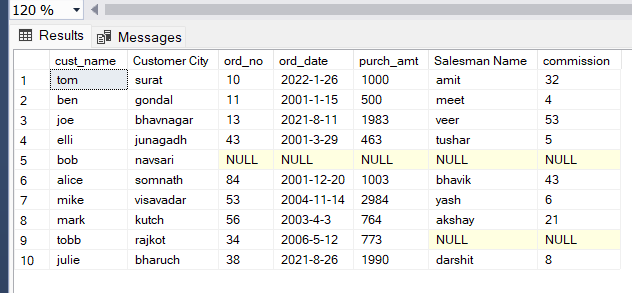 120 %
Results Messages
cust_name Customer City ord_no ord_date purch_amt Salesman Name commission
1 tom surat 10 2022-1-26 1000 amit 32
2 ben gondal 11 2001-1-15 500 meet 4
3 joe bhavnagar 13 2021-8-11 1983 veer 53
4 elli junagadh 43 2001-3-29 463 tushar 5
5 bob navsari NULL NULL NULL NULL NULL
6 alice somnath 84 2001-12-20 1003 bhavik 43
7 mike visavadar 53 2004-11-14 2984 yash 6
8 mark kutch 56 2003-4-3 764 akshay 21
9 tobb rajkot 34 2006-5-12 773 NULL NULL
10 julie bharuch 38 2021-8-26 1990 darshit 8